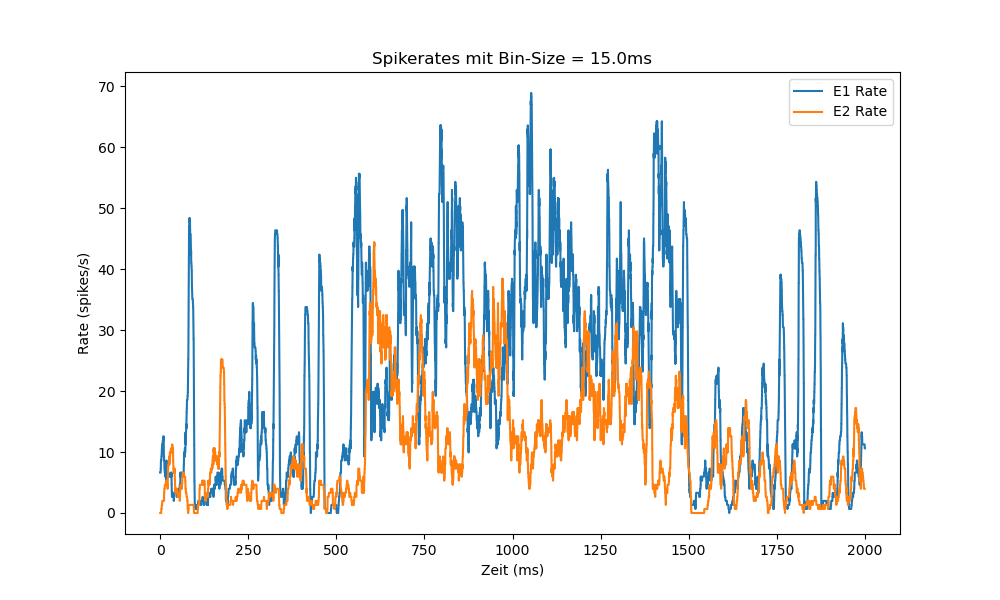 Spikerates mit Bin-Size = 15.0ms
E1 Rate
E2 Rate
70
60
50
40
30
20
10
0
Rate (spikes/s)
0 250 500 750 1000 1250 1500 1750 2000
Zeit (ms)